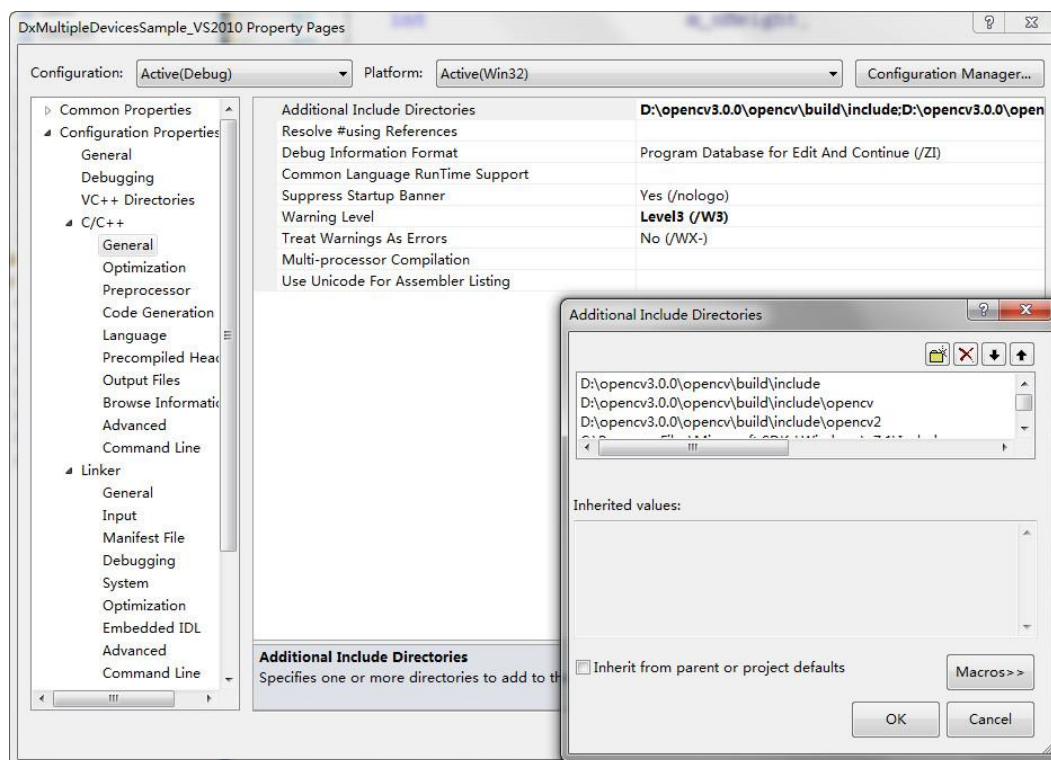 DxMultipleDevicesSample_VS2010 Property Pages
Configuration: Active(Debug) Platform: Active(Win32) Configuration Manager...
Common Properties
Configuration Properties
General
Debugging
VC++ Directories
C/C++
General
Optimization
Preprocessor
Code Generation
Language
Precompiled Head
Output Files
Browse Informatic
Advanced
Command Line
Linker
General
Input
Manifest File
Debugging
System
Optimization
Embedded IDL
Advanced
Command Line
Additional Include Directories D:\opencv3.0.0\opencv\build\include;D:\opencv3.0.0\open
Resolve #using References
Debug Information Format Program Database for Edit And Continue (/ZI)
Common Language RunTime Support
Suppress Startup Banner Yes (/nologo)
Warning Level Level3 (/W3)
Treat Warnings As Errors No (/WX-)
Multi-processor Compilation
Use Unicode For Assembler Listing
Additional Include Directories
Specifies one or more directories to add to th
Additional Include Directories
D:\opencv3.0.0\opencv\build\include
D:\opencv3.0.0\opencv\build\include\opencv
D:\opencv3.0.0\opencv\build\include\opencv2
Inherited values:
Inherit from parent or project defaults
Macros>>
OK Cancel